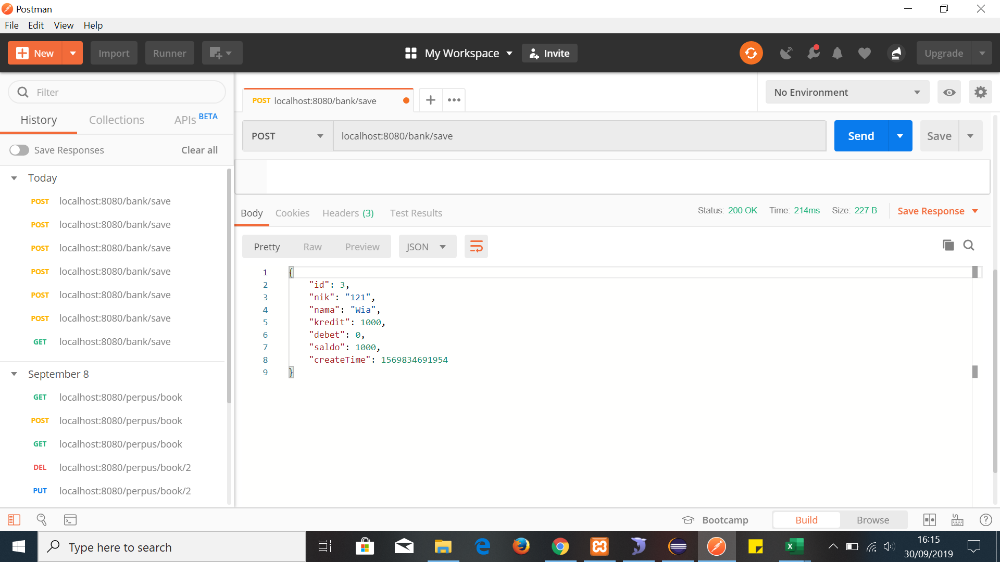 Postman
File Edit View Help
New Import Runner My Workspace Invite Upgrade
Filter
History Collections APIs BETA
Save Responses Clear all
Today
POST localhost:8080/bank/save
POST localhost:8080/bank/save
POST localhost:8080/bank/save
POST localhost:8080/bank/save
POST localhost:8080/bank/save
POST localhost:8080/bank/save
GET localhost:8080/bank/save
September 8
GET localhost:8080/perpus/book
POST localhost:8080/perpus/book
GET localhost:8080/perpus/book
DEL localhost:8080/perpus/book/2
PUT localhost:8080/perpus/book/2
POST localhost:8080/bank/save
No Environment
POST localhost:8080/bank/save Send Save
Body Cookies Headers (3) Test Results Status: 200 OK Time: 214ms Size: 227 B Save Response
Pretty Raw Preview JSON
1 {
2 "id": 3,
3 "nik": "121",
4 "nama": "Wia",
5 "kredit": 1000,
6 "debet": 0,
7 "saldo": 1000,
8 "createTime": 1569834691954
9 }
Bootcamp Build Browse
Type here to search
16:15
30/09/2019